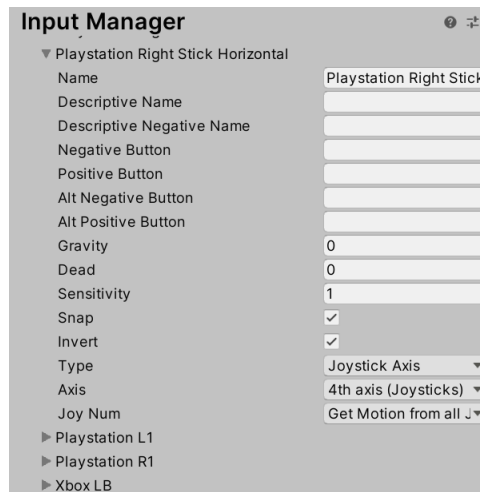 Input Manager
Playstation Right Stick Horizontal
Name Playstation Right Stick
Descriptive Name
Descriptive Negative Name
Negative Button
Positive Button
Alt Negative Button
Alt Positive Button
Gravity 0
Dead 0
Sensitivity 1
Snap
Invert
Type Joystick Axis
Axis 4th axis (Joysticks)
Joy Num Get Motion from all J
Playstation L1
Playstation R1
Xbox LB